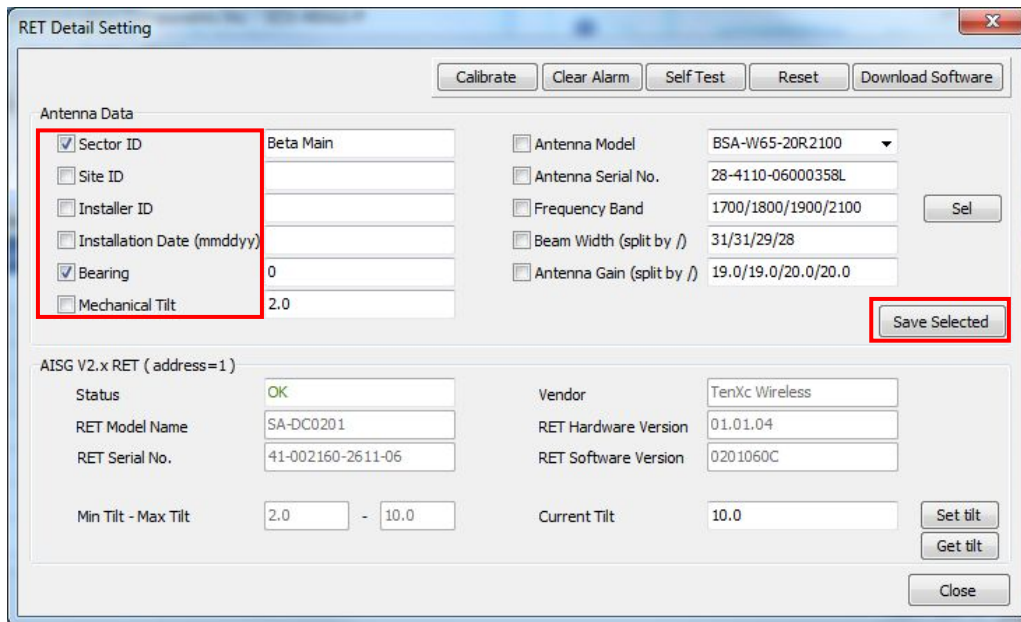 RET Detail Setting
Calibrate Clear Alarm Self Test Reset Download Software
Antenna Data
Sector ID Beta Main Antenna Model BSA-W65-20R2100
Site ID Antenna Serial No. 28-4110-06000358L
Installer ID Frequency Band 1700/1800/1900/2100 Sel
Installation Date (mmddyy) Beam Width (split by /) 31/31/29/28
Bearing 0 Antenna Gain (split by /) 19.0/19.0/20.0/20.0
Mechanical Tilt 2.0
Save Selected
AISG V2.x RET ( address=1 )
Status OK Vendor TenXc Wireless
RET Model Name SA-DC0201 RET Hardware Version 01.01.04
RET Serial No. 41-002160-2611-06 RET Software Version 0201060C
Min Tilt - Max Tilt 2.0 - 10.0 Current Tilt 10.0 Set tilt
Get tilt
Close